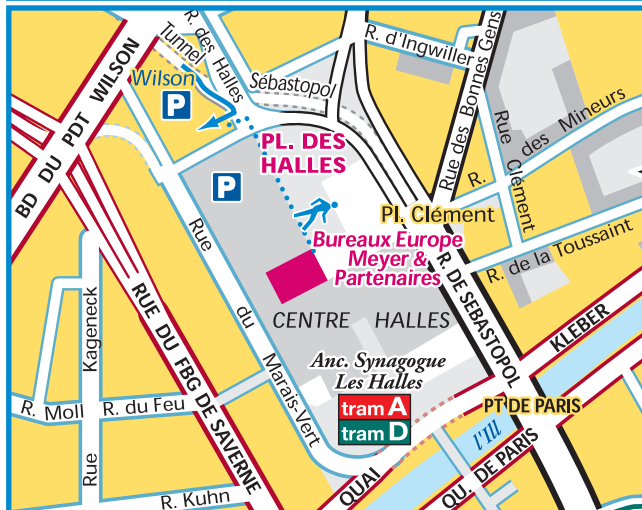 BD DU PDT WILSON
Tunnel
Wilson
R. des Halles
Sébastopol
R. d'Ingwiller
Rue des Bonnes Gens
Rue Clément
R. des Mineurs
P
P
PL. DES
HALLES
Pl. Clément
Bureaux Europe
Meyer &
Partenaires
R. de la Toussaint
R. DE SEBASTOPOL
Rue du Marais-Vert
CENTRE HALLES
Rue Kageneck
RUE DU FBG DE SAVERNE
KLEBER
Anc. Synagogue
Les Halles
tram A
tram D
R. Moll
R. du Feu
PT DE PARIS
l'Ill
QUAI
QU. DE PARIS
R. Kuhn